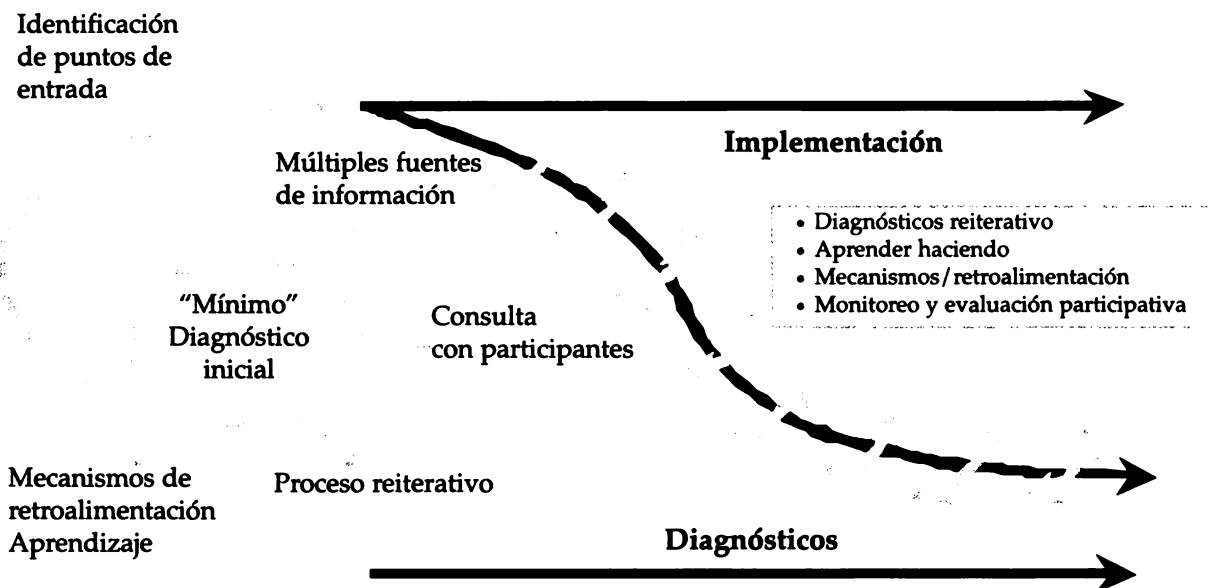 Identificación
de puntos de
entrada
Implementación
Múltiples fuentes
de información
• Diagnósticos reiterativo
• Aprender haciendo
• Mecanismos/retroalimentación
• Monitoreo y evaluación participativa
“Mínimo”
Diagnóstico
inicial
Consulta
con participantes
Mecanismos de
retroalimentación
Aprendizaje
Proceso reiterativo
Diagnósticos